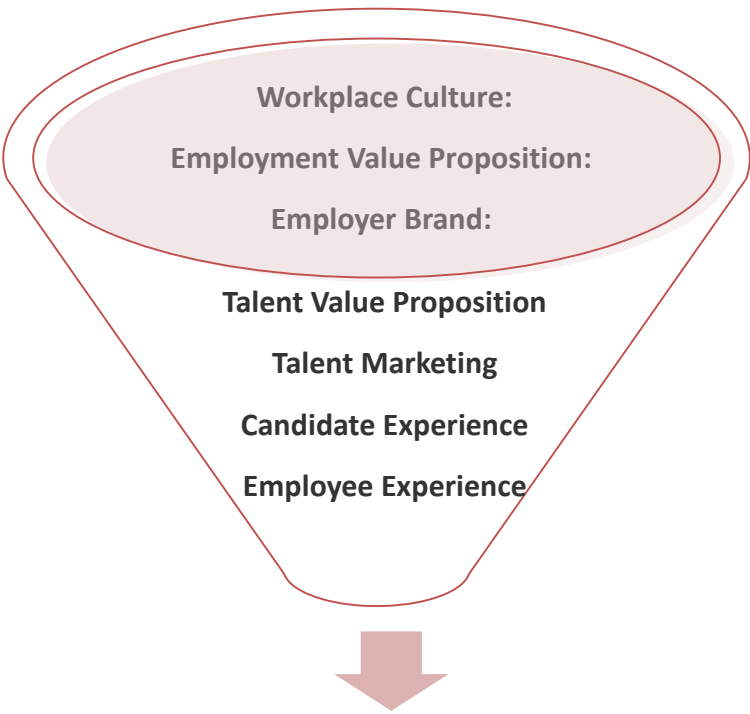 Workplace Culture:
Employment Value Proposition:
Employer Brand:
Talent Value Proposition
Talent Marketing
Candidate Experience
Employee Experience